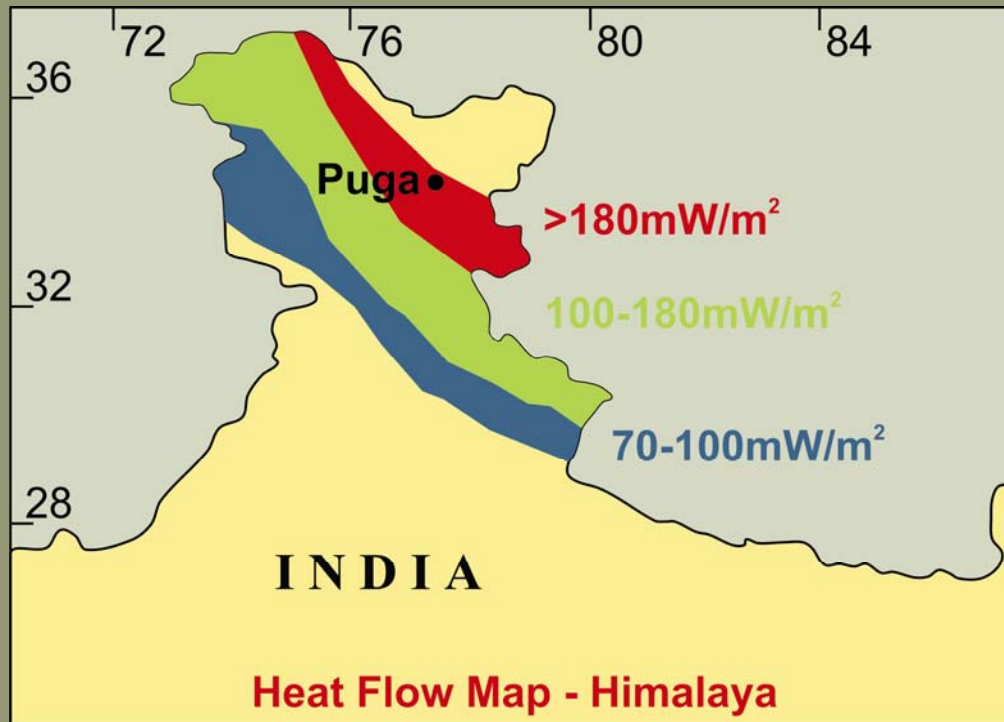 72 76 80 84
36
Puga
>180mW/m²
32
100-180mW/m²
70-100mW/m²
28
INDIA
Heat Flow Map - Himalaya